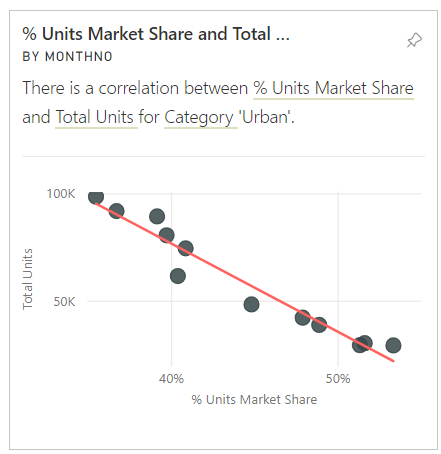 % Units Market Share and Total ...
BY MONTHNO
There is a correlation between % Units Market Share
and Total Units for Category 'Urban'.
100K
50K
Total Units
40%
50%
% Units Market Share